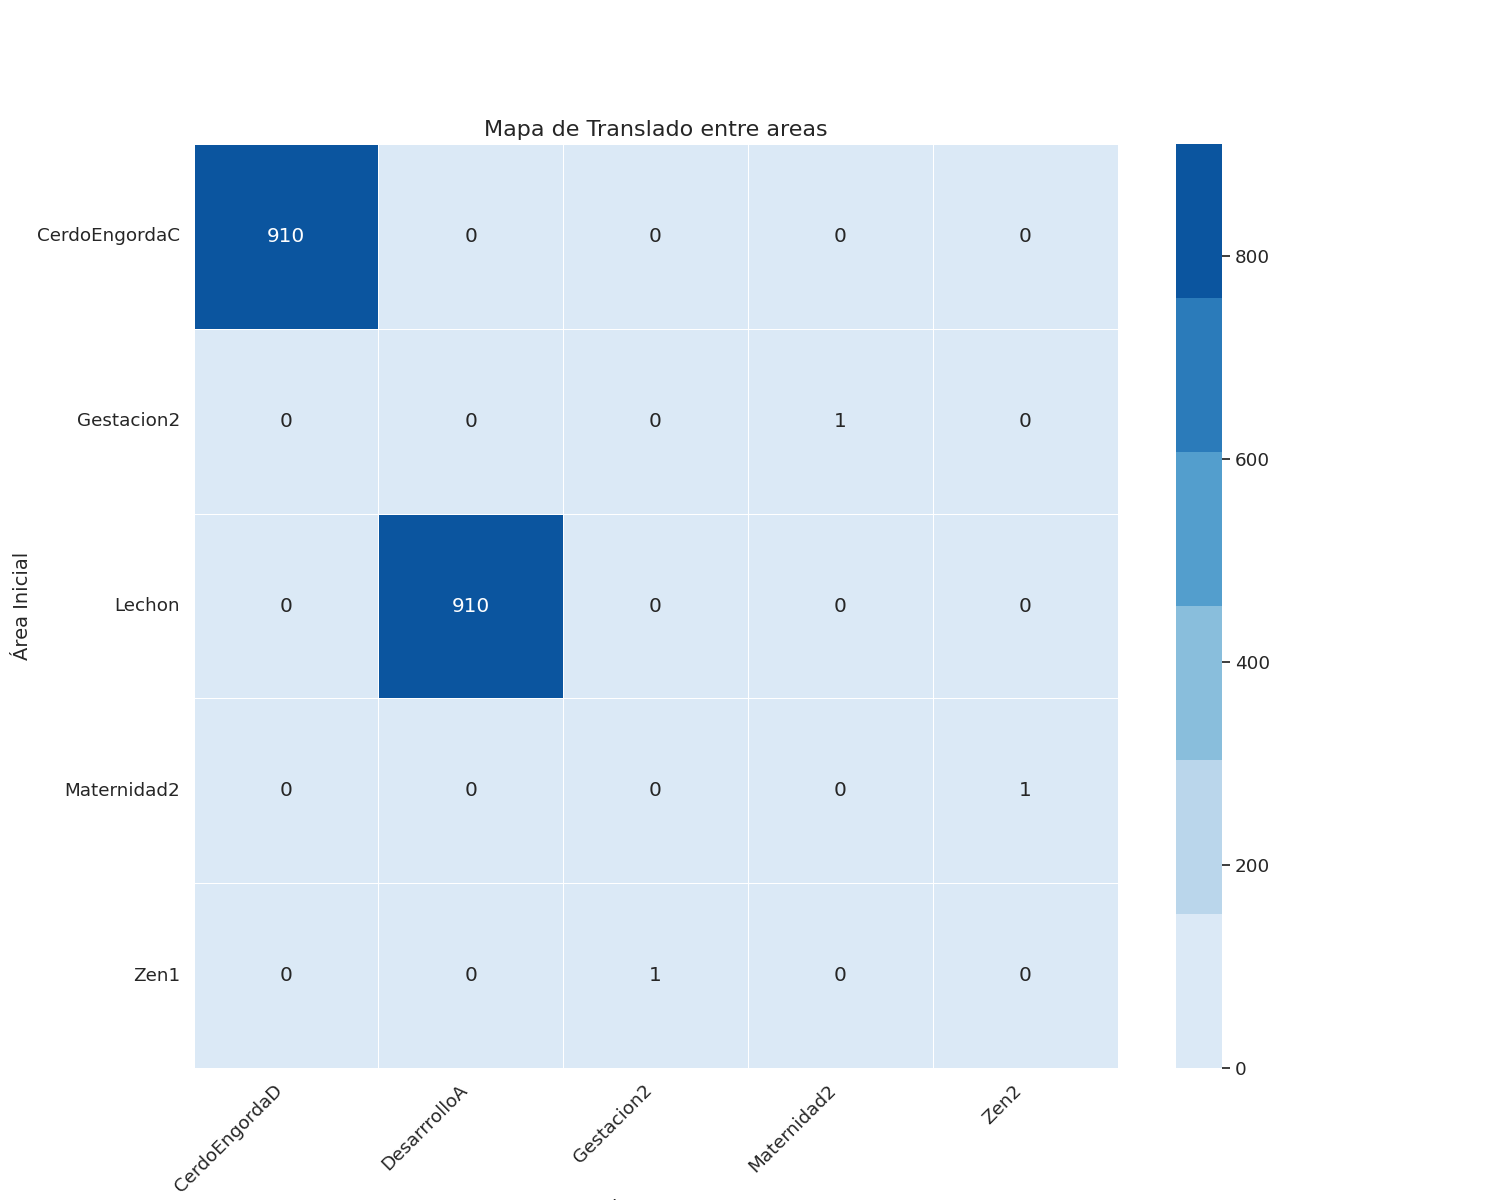 Mapa de Translado entre areas
Área Inicial
CerdoEngordaC 910 0 0 0 0
Gestacion2 0 0 0 1 0
Lechon 0 910 0 0 0
Maternidad2 0 0 0 0 1
Zen1 0 0 1 0 0
CerdoEngordaD DesarrrolloA Gestacion2 Maternidad2 Zen2
800
600
400
200
0